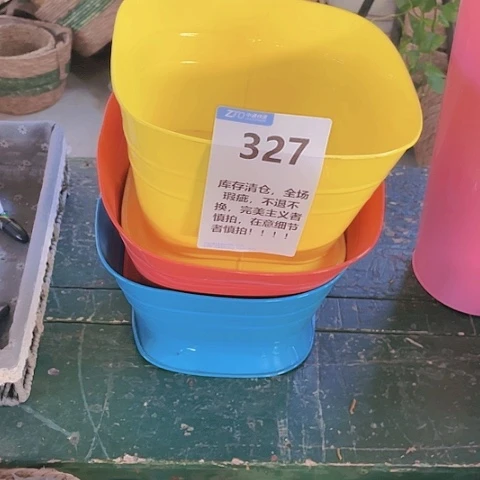 327
库存清仓，全场
瑕疵，不退不
换，完美主义者
慎拍，在意细节
者慎拍！！！！